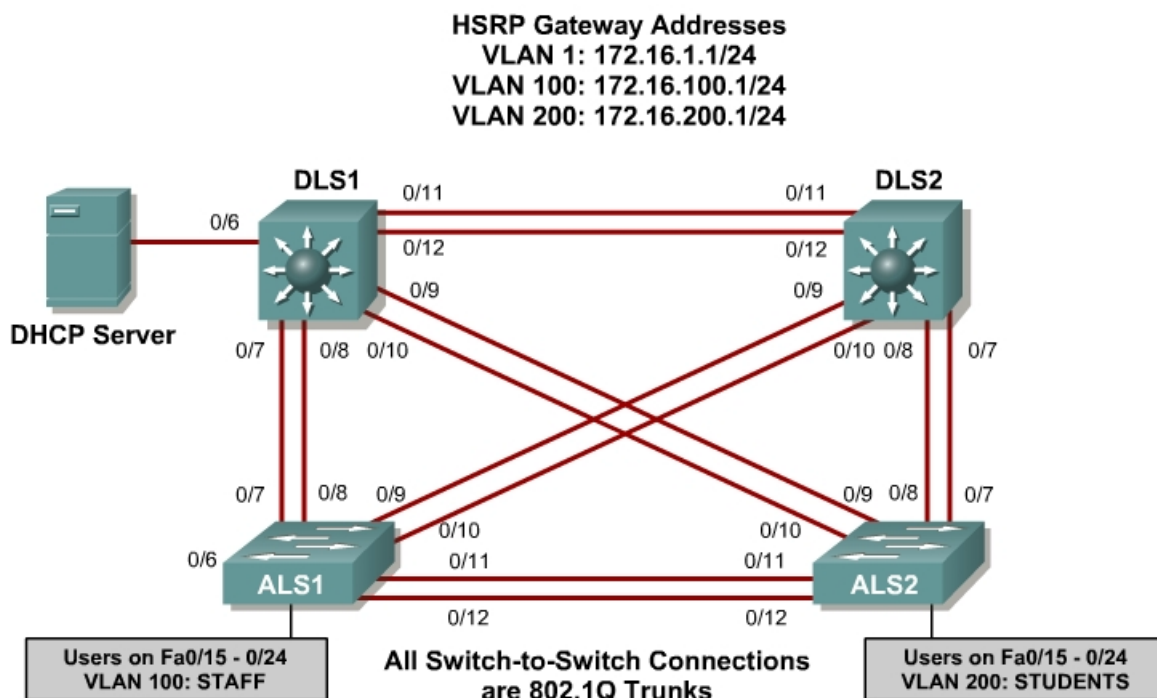 HSRP Gateway Addresses
VLAN 1: 172.16.1.1/24
VLAN 100: 172.16.100.1/24
VLAN 200: 172.16.200.1/24
DLS1
DLS2
0/11
0/11
0/6
0/12
0/12
0/9
0/9
DHCP Server
0/7
0/8
0/10
0/10
0/8
0/7
0/7
0/8
0/9
0/9
0/8
0/7
0/10
0/10
0/6
0/11
0/11
ALS1
ALS2
0/12
0/12
Users on Fa0/15 - 0/24
VLAN 100: STAFF
All Switch-to-Switch Connections
are 802.1Q Trunks
Users on Fa0/15 - 0/24
VLAN 200: STUDENTS